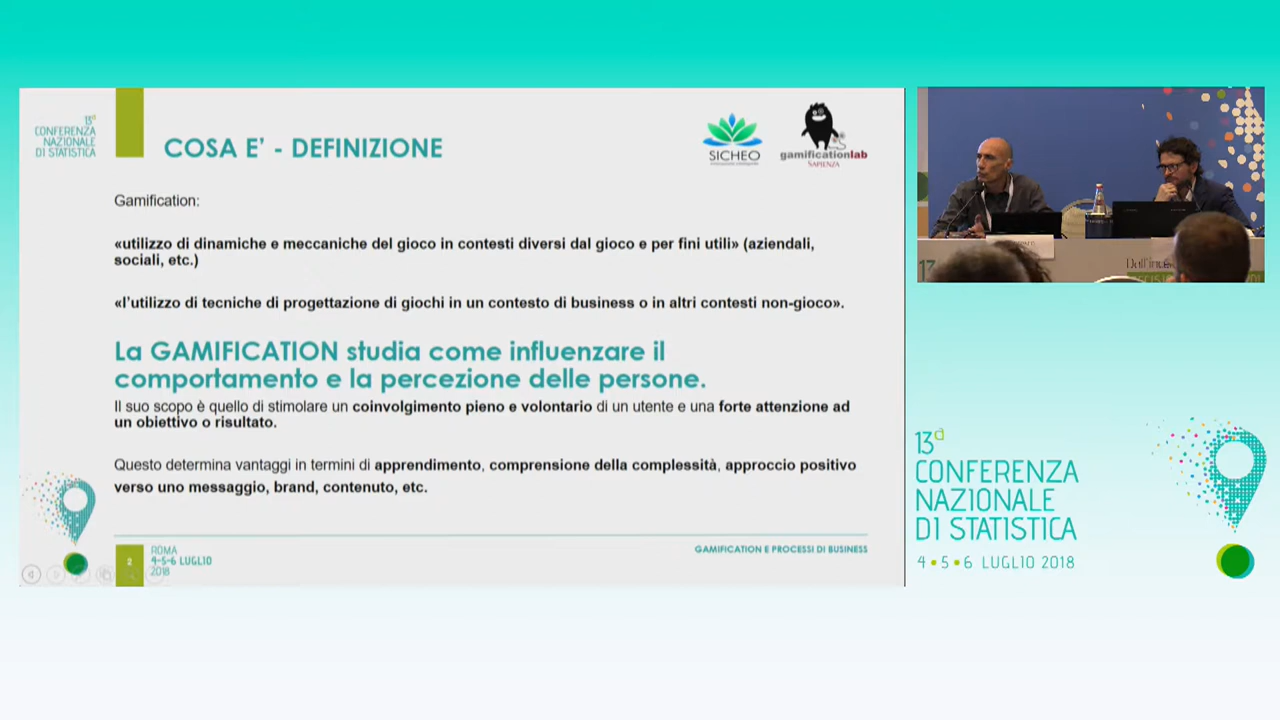 13ª
CONFERENZA
NAZIONALE
DI STATISTICA
COSA E’ - DEFINIZIONE
SICHEO
gamificationlab
SAPIENZA
Gamification:
«utilizzo di dinamiche e meccaniche del gioco in contesti diversi dal gioco e per fini utili» (aziendali,
sociali, etc.)
«l’utilizzo di tecniche di progettazione di giochi in un contesto di business o in altri contesti non-gioco».
La GAMIFICATION studia come influenzare il
comportamento e la percezione delle persone.
Il suo scopo è quello di stimolare un coinvolgimento pieno e volontario di un utente e una forte attenzione ad
un obiettivo o risultato.
Questo determina vantaggi in termini di apprendimento, comprensione della complessità, approccio positivo
verso uno messaggio, brand, contenuto, etc.
2
ROMA
4-5-6 LUGLIO
2018
GAMIFICATION E PROCESSI DI BUSINESS
13
13ª
CONFERENZA
NAZIONALE
DI STATISTICA
4•5•6 LUGLIO 2018